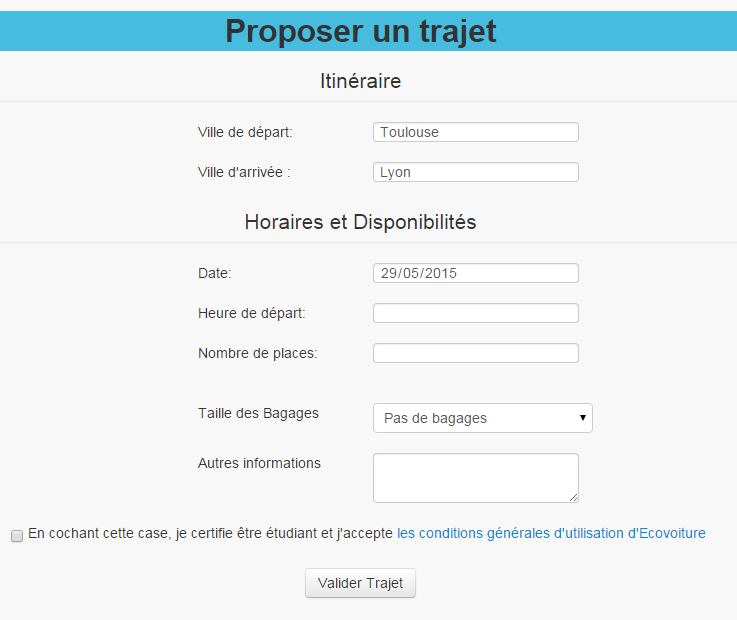 Proposer un trajet
Itinéraire
Ville de départ: Toulouse
Ville d'arrivée : Lyon
Horaires et Disponibilités
Date: 29/05/2015
Heure de départ:
Nombre de places:
Taille des Bagages Pas de bagages
Autres informations
En cochant cette case, je certifie être étudiant et j'accepte les conditions générales d'utilisation d'Ecovoiture
Valider Trajet